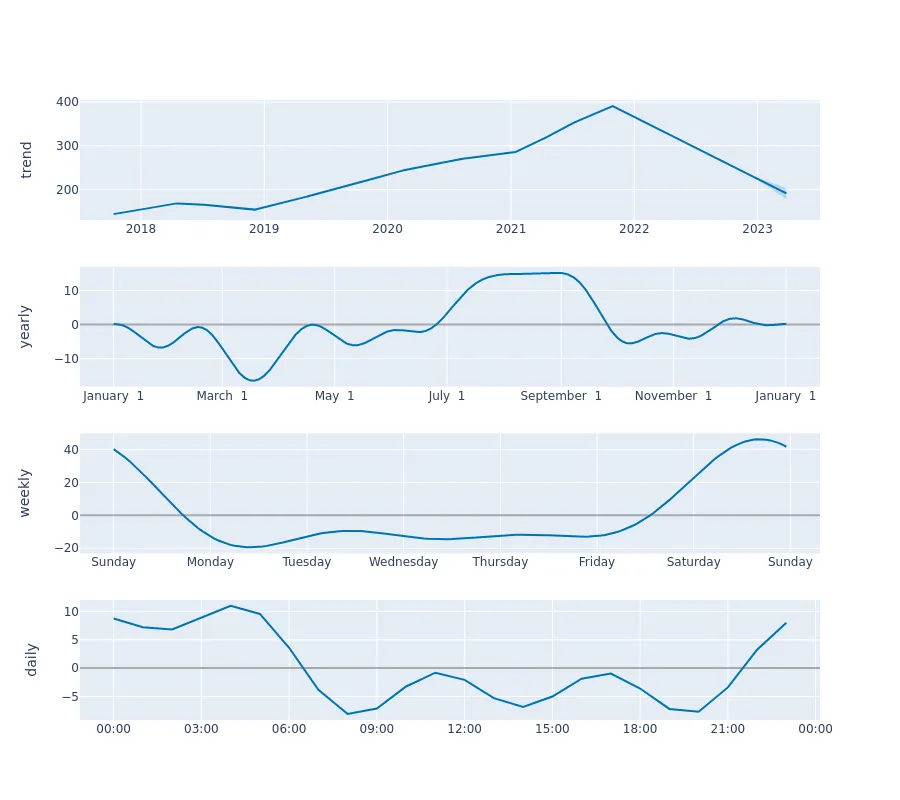 400
300
200
trend
2018 2019 2020 2021 2022 2023
10
0
−10
yearly
January 1 March 1 May 1 July 1 September 1 November 1 January 1
40
20
0
−20
weekly
Sunday Monday Tuesday Wednesday Thursday Friday Saturday Sunday
10
5
0
−5
daily
00:00 03:00 06:00 09:00 12:00 15:00 18:00 21:00 00:00